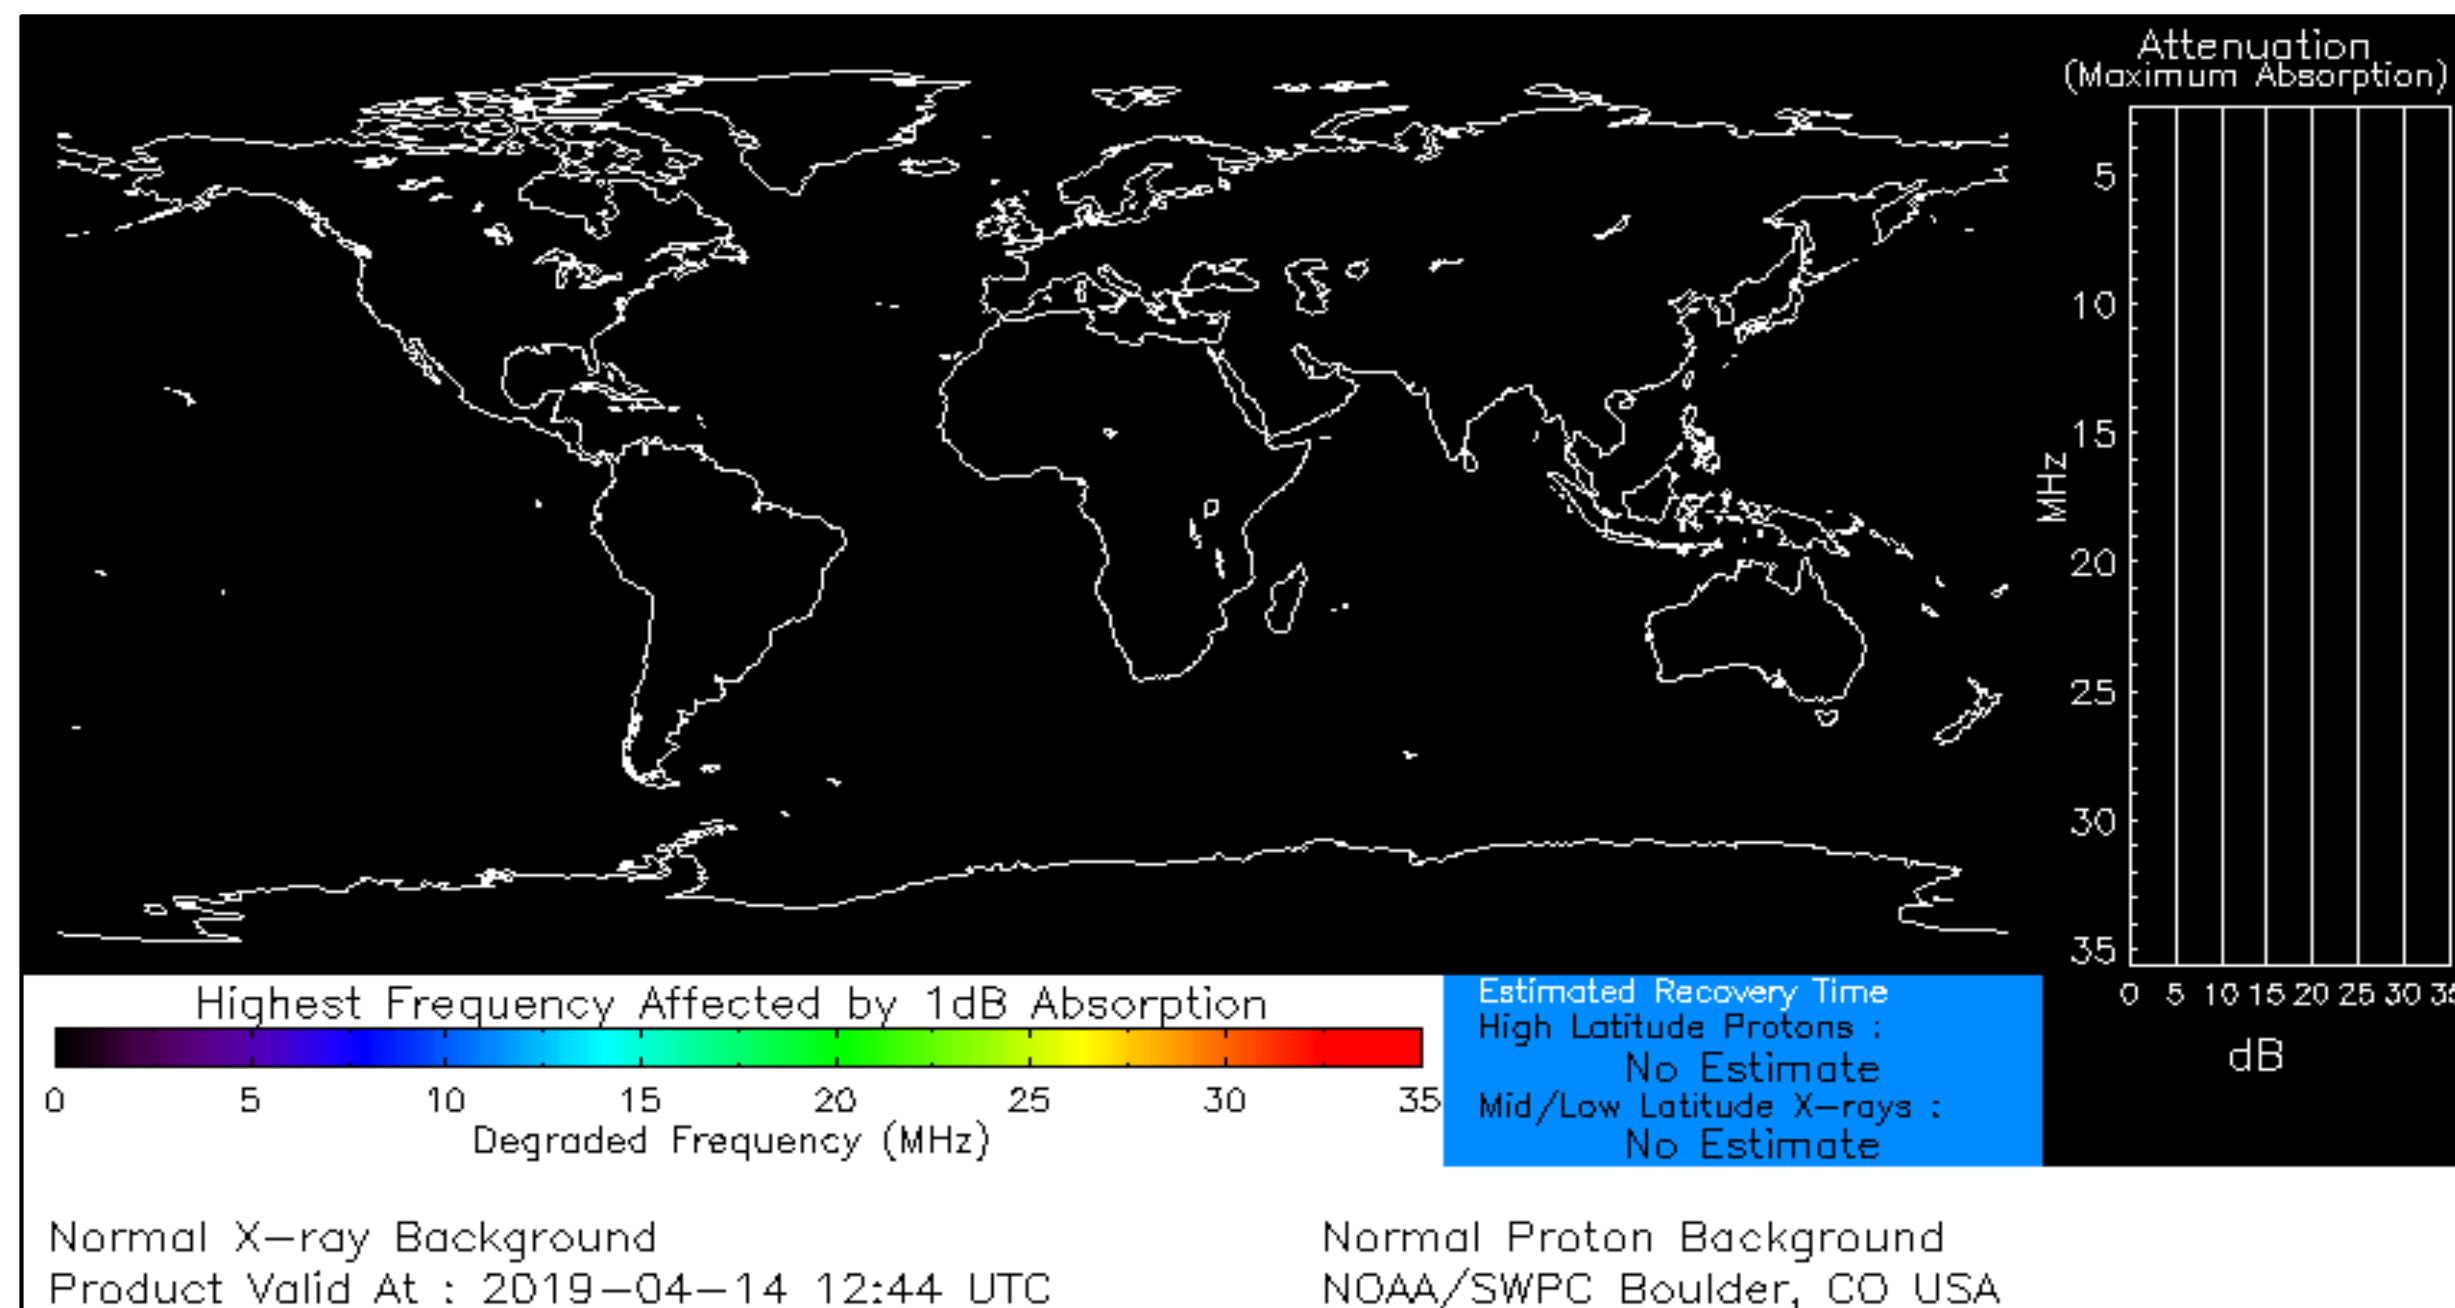 Attenuation
(Maximum Absorption)
5
10
15
20
25
30
35
MHz
0 5 10 15 20 25 30 35
dB
Highest Frequency Affected by 1dB Absorption
0 5 10 15 20 25 30 35
Degraded Frequency (MHz)
Estimated Recovery Time
High Latitude Protons :
No Estimate
Mid/Low Latitude X-rays :
No Estimate
Normal X-ray Background
Normal Proton Background
Product Valid At : 2019-04-14 12:44 UTC
NOAA/SWPC Boulder, CO USA